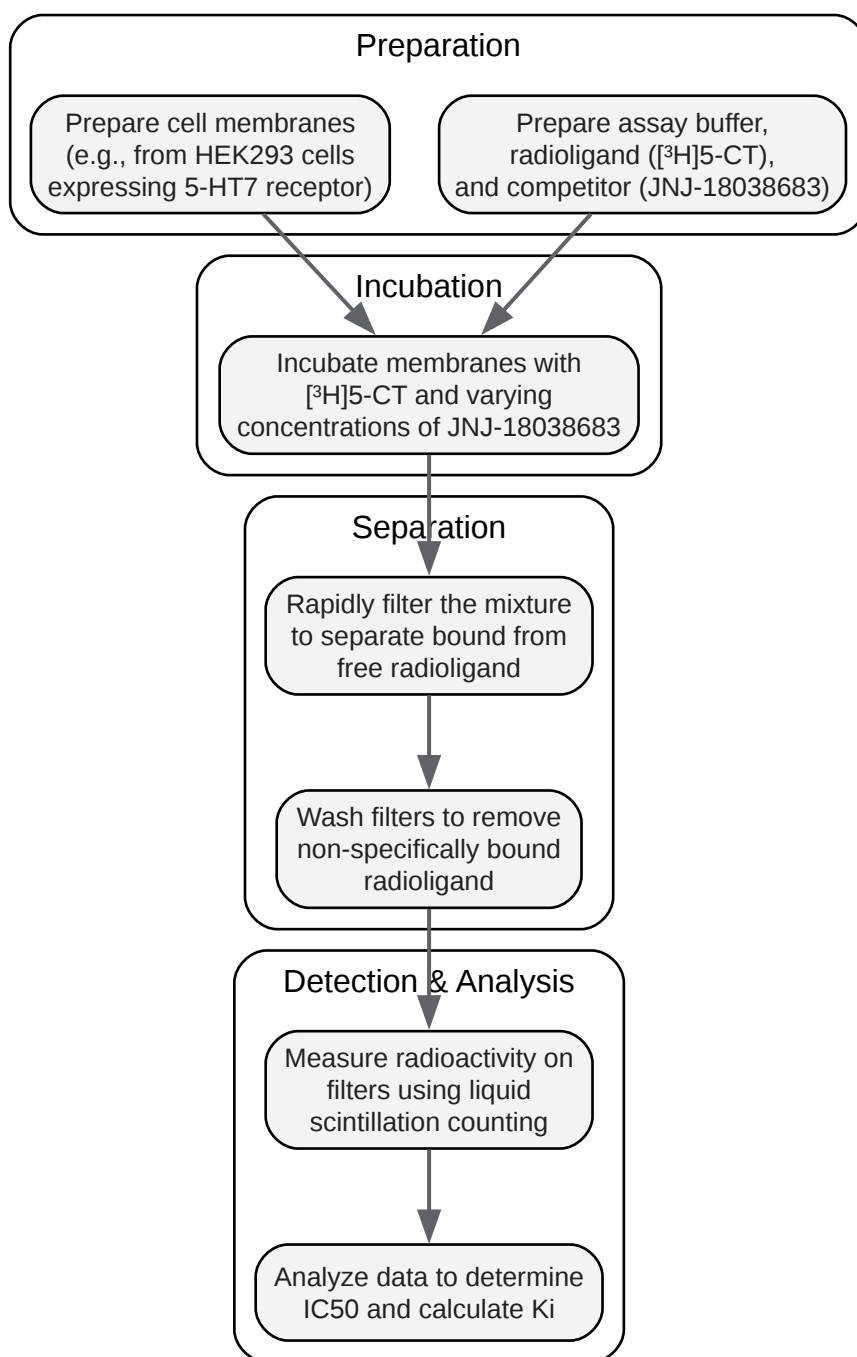 Preparation
Prepare cell membranes
(e.g., from HEK293 cells
expressing 5-HT7 receptor)
Prepare assay buffer,
radioligand ([³H]5-CT),
and competitor (JNJ-18038683)
Incubation
Incubate membranes with
[³H]5-CT and varying
concentrations of JNJ-18038683
Separation
Rapidly filter the mixture
to separate bound from
free radioligand
Wash filters to remove
non-specifically bound
radioligand
Detection & Analysis
Measure radioactivity on
filters using liquid
scintillation counting
Analyze data to determine
IC50 and calculate Ki